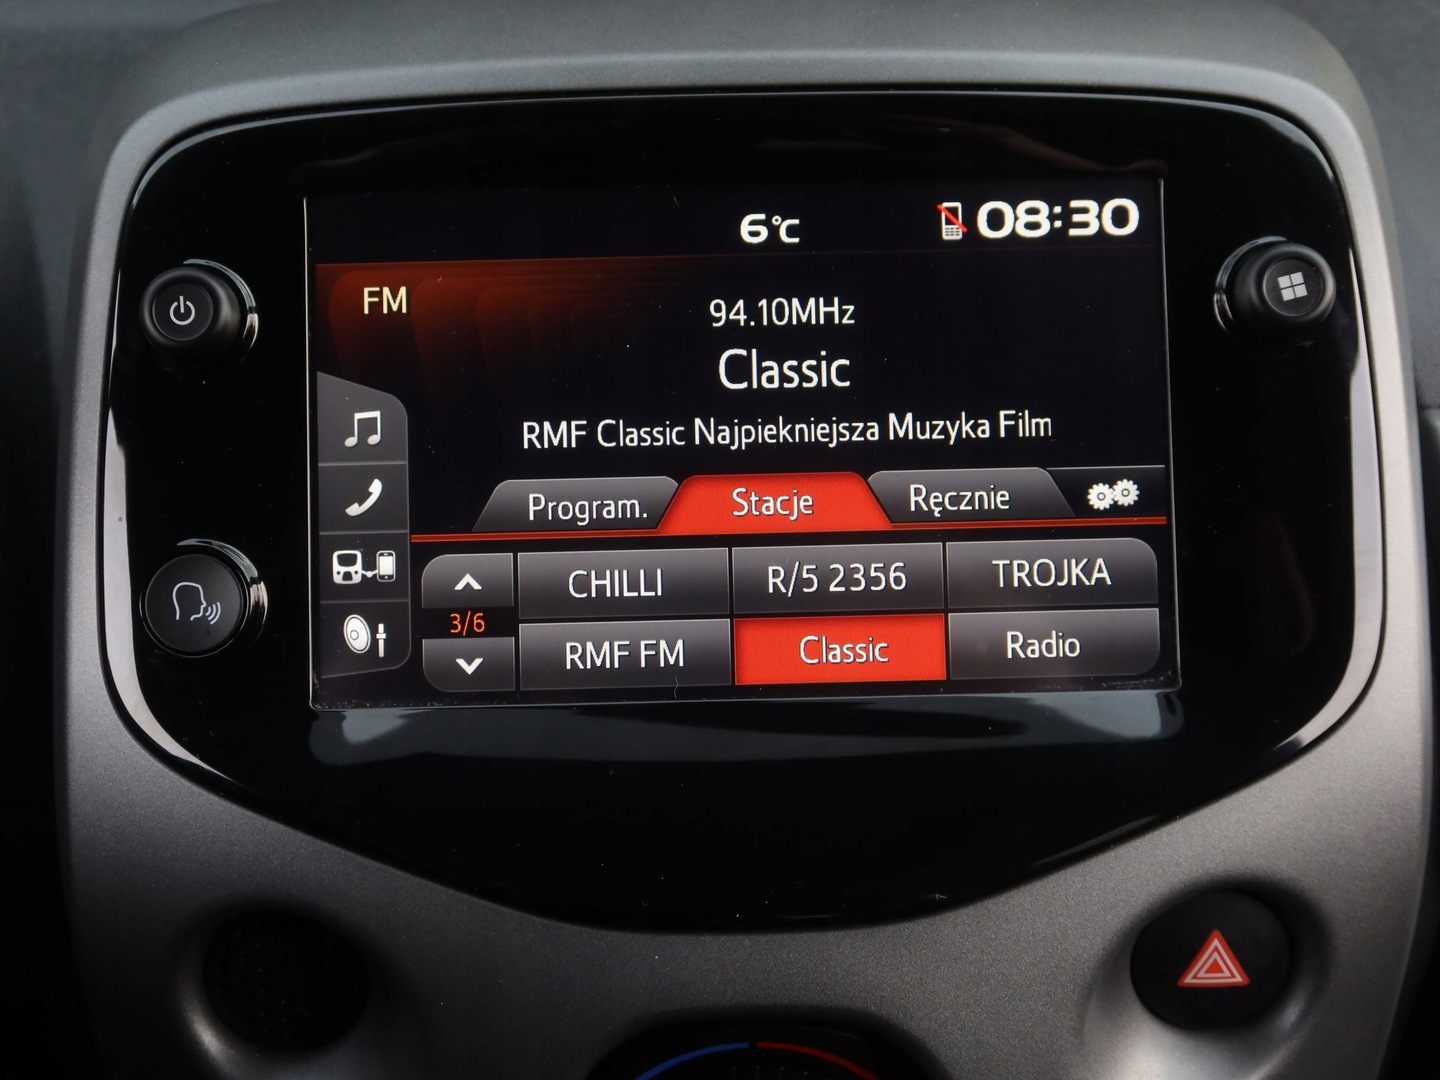 6°C 08:30
FM
94.10MHz
Classic
RMF Classic Najpiekniejsza Muzyka Film
Program. Stacje Ręcznie
CHILLI R/5 2356 TROJKA
3/6
RMF FM Classic Radio